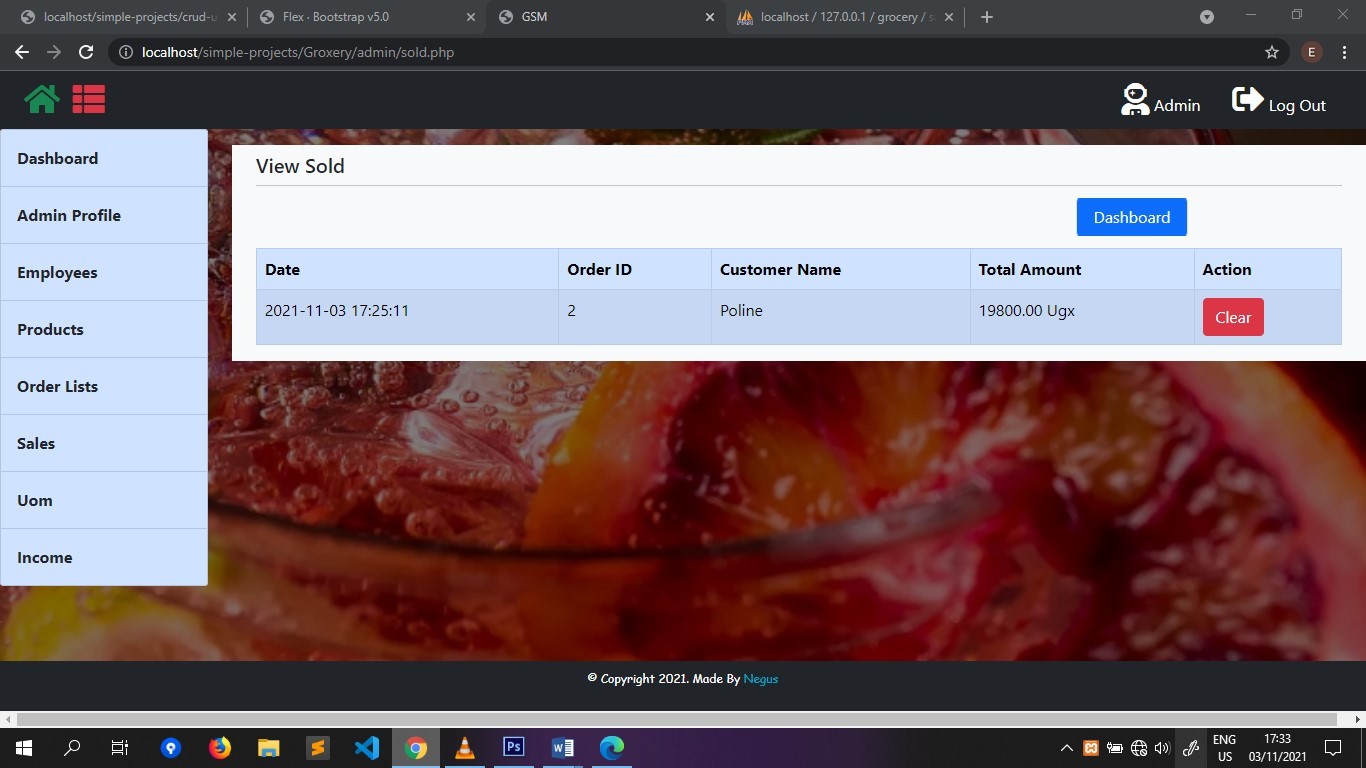 localhost/simple-projects/crud-u
Flex · Bootstrap v5.0
GSM
localhost / 127.0.0.1 / grocery / s
localhost/simple-projects/Groxery/admin/sold.php
E
Admin
Log Out
Dashboard
Admin Profile
Employees
Products
Order Lists
Sales
Uom
Income
View Sold
Dashboard
Date Order ID Customer Name Total Amount Action
2021-11-03 17:25:11 2 Poline 19800.00 Ugx Clear
© Copyright 2021. Made By Negus
Ps
ENG
US
17:33
03/11/2021